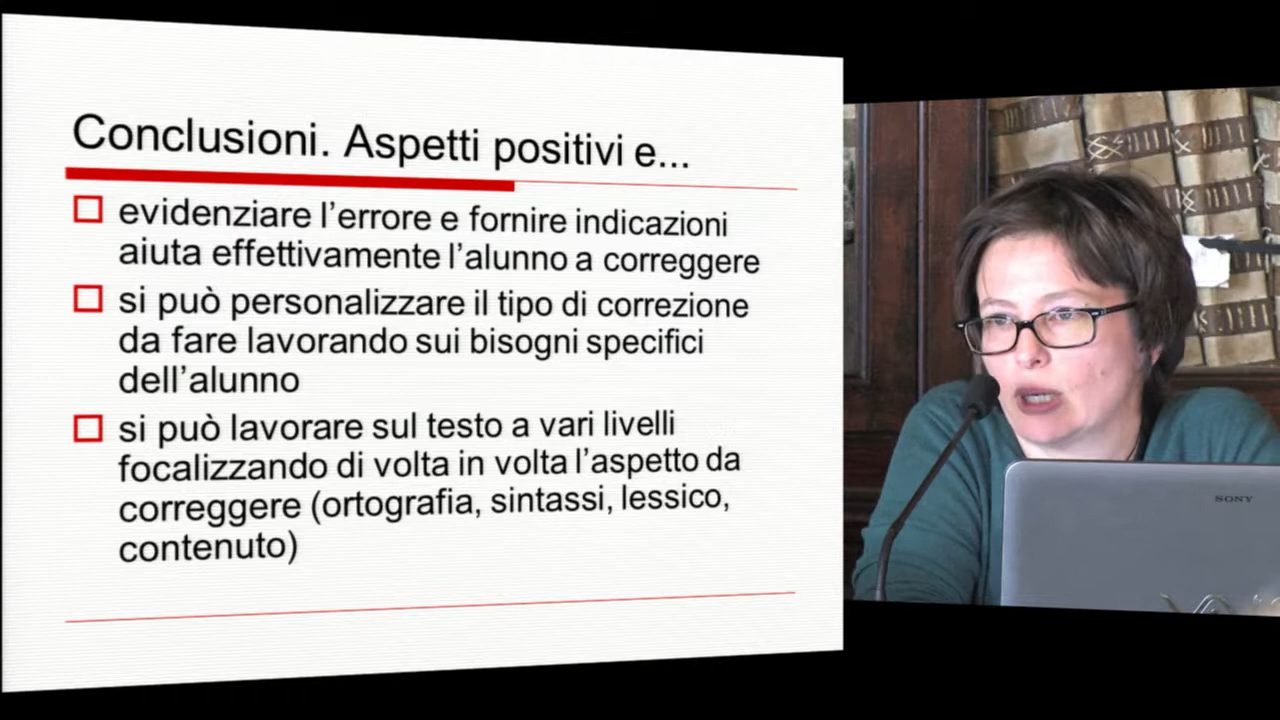 Conclusioni. Aspetti positivi e...
evidenziare l’errore e fornire indicazioni
aiuta effettivamente l’alunno a correggere
si può personalizzare il tipo di correzione
da fare lavorando sui bisogni specifici
dell’alunno
si può lavorare sul testo a vari livelli
focalizzando di volta in volta l’aspetto da
correggere (ortografia, sintassi, lessico,
contenuto)
SONY